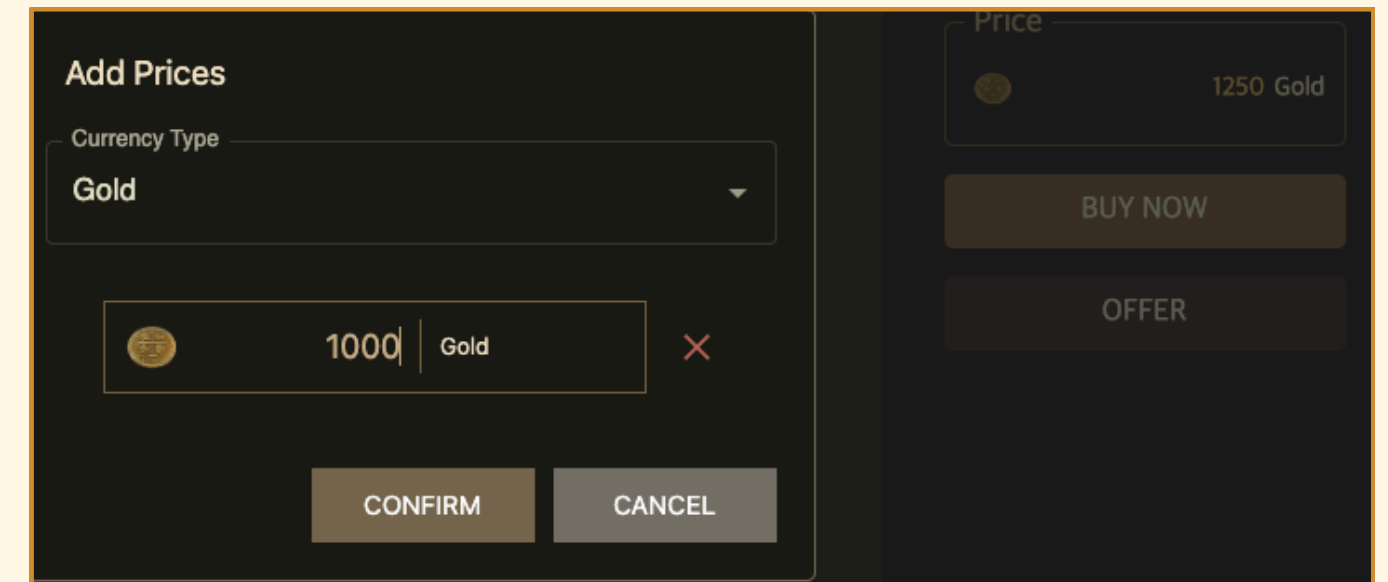 Add Prices
Currency Type
Gold
1000 Gold
CONFIRM CANCEL
Price
1250 Gold
BUY NOW
OFFER